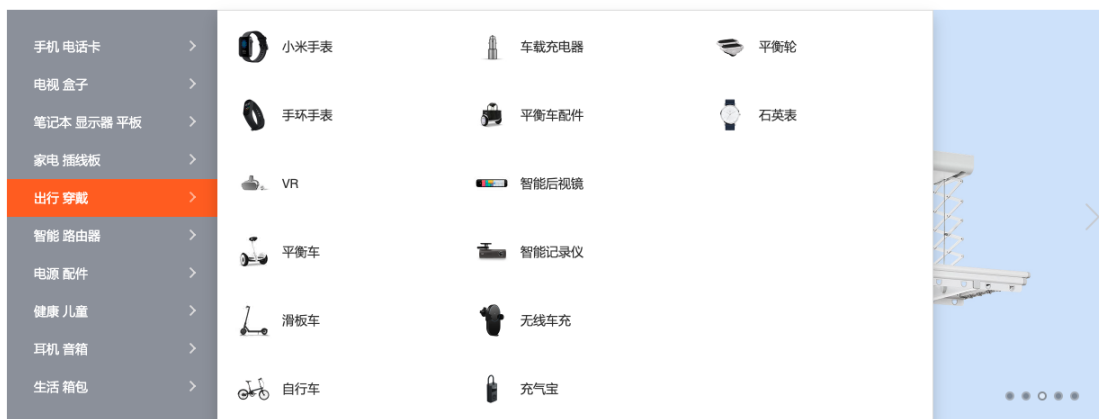 手机 电话卡
电视 盒子
笔记本 显示器 平板
家电 插线板
出行 穿戴
智能 路由器
电源 配件
健康 儿童
耳机 音箱
生活 箱包
小米手表
手环手表
VR
平衡车
滑板车
自行车
车载充电器
平衡车配件
智能后视镜
智能记录仪
无线车充
充气宝
平衡轮
石英表